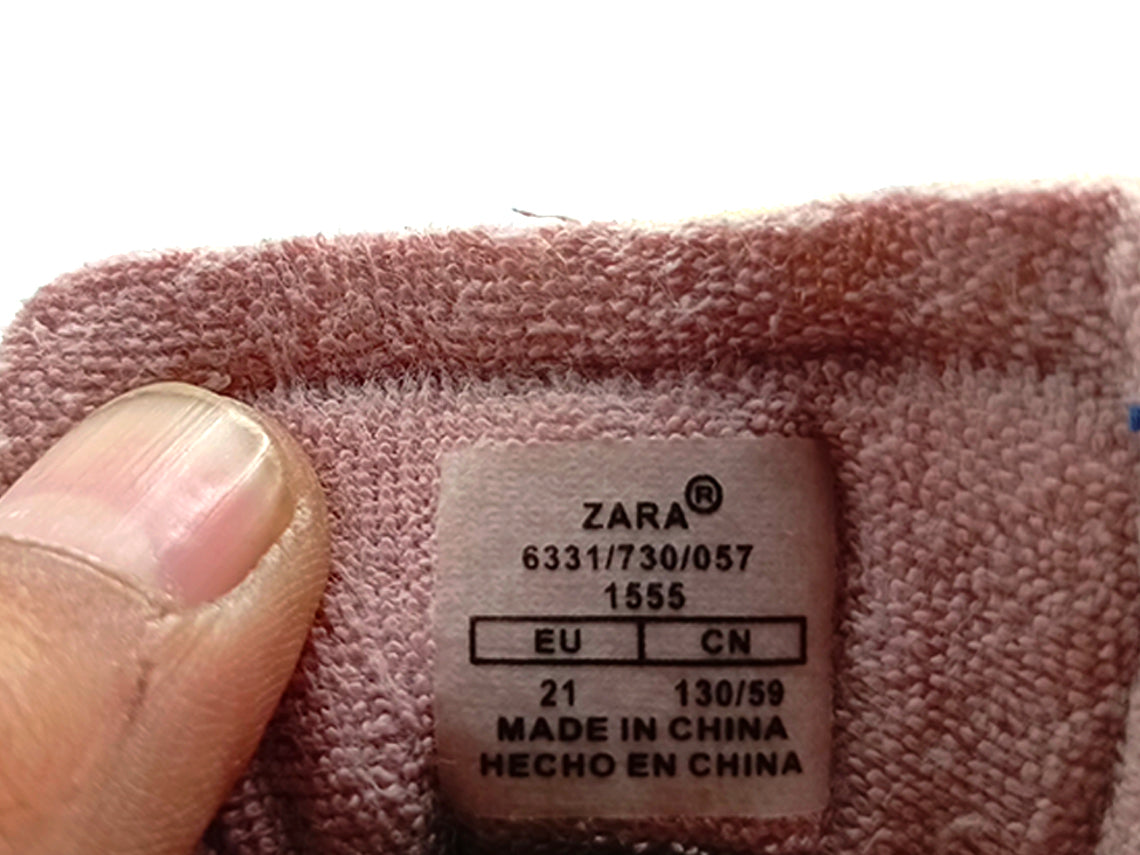 ZARA®
6331/730/057
1555
EU CN
21 130/59
MADE IN CHINA
HECHO EN CHINA